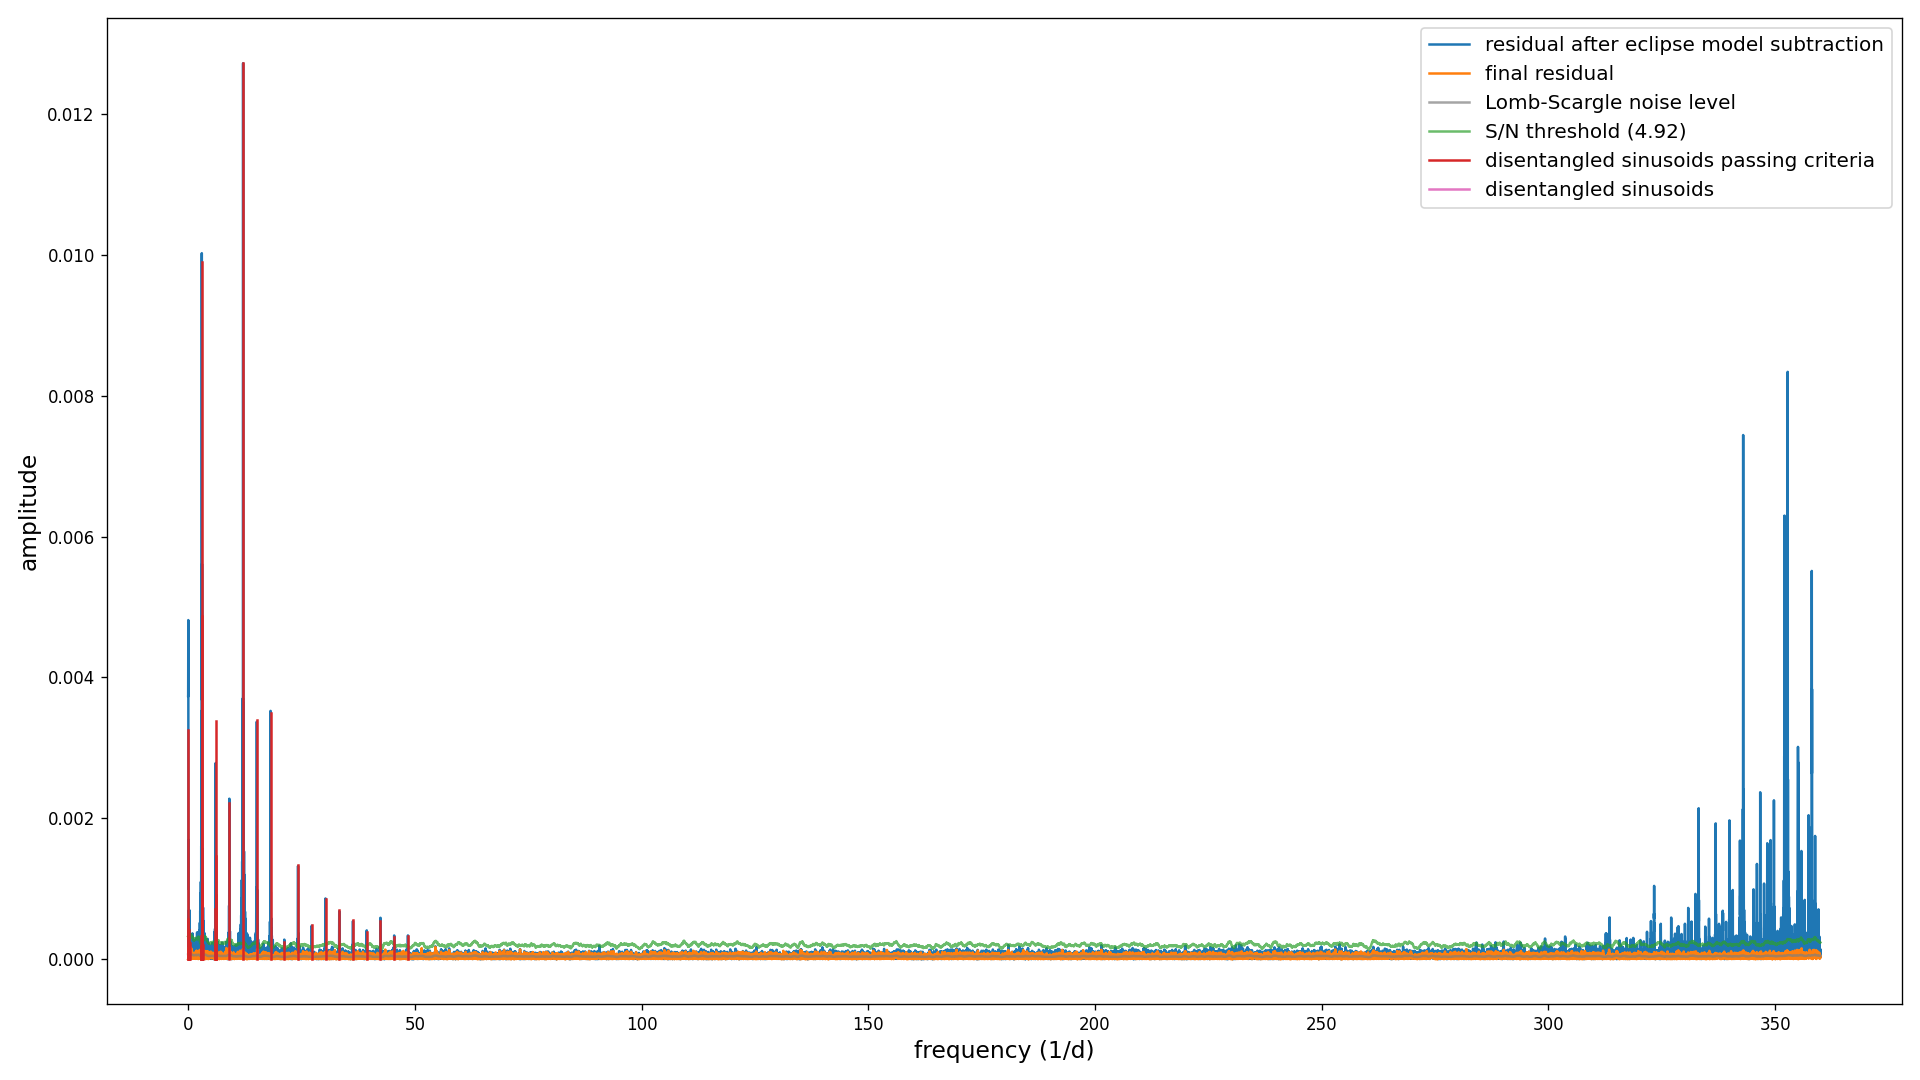 residual after eclipse model subtraction
final residual
Lomb-Scargle noise level
S/N threshold (4.92)
disentangled sinusoids passing criteria
disentangled sinusoids
0.012
0.010
0.008
0.006
0.004
0.002
0.000
amplitude
0 50 100 150 200 250 300 350
frequency (1/d)